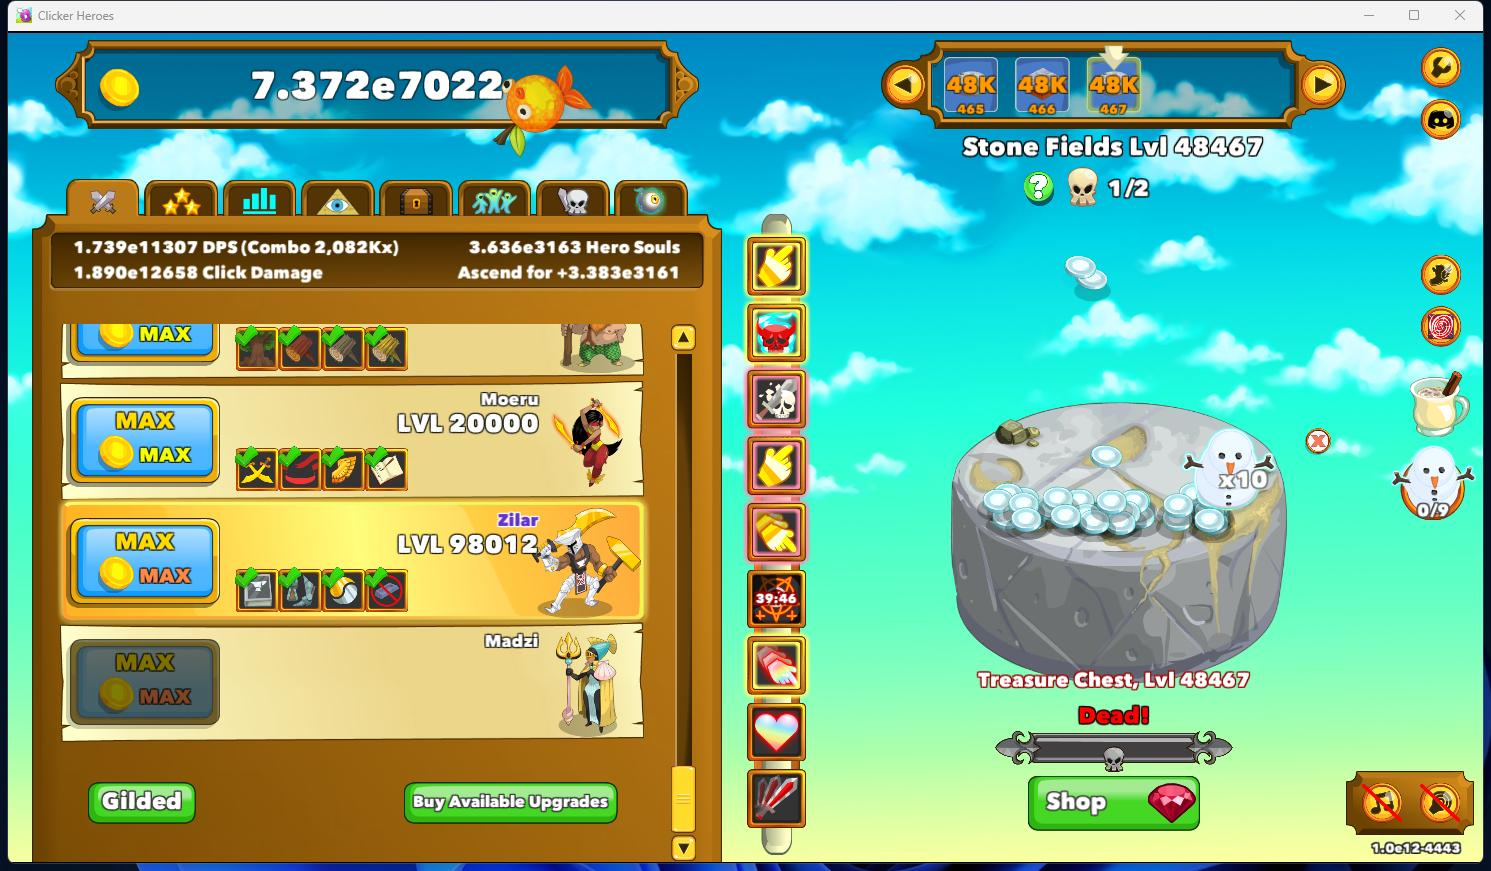 Clicker Heroes
7.372e7022
48K
465
48K
466
48K
467
Stone Fields Lvl 48467
?
1/2
1.739e11307 DPS (Combo 2,082Kx)
3.636e3163 Hero Souls
1.890e12658 Click Damage
Ascend for +3.383e3161
MAX
Moeru
MAX
LVL 20000
MAX
Zilar
MAX
LVL 98012
MAX
Madzi
MAX
MAX
Gilded
Buy Available Upgrades
39:46
x10
0/9
Treasure Chest, Lvl 48467
Dead!
Shop
1.0e12-4443